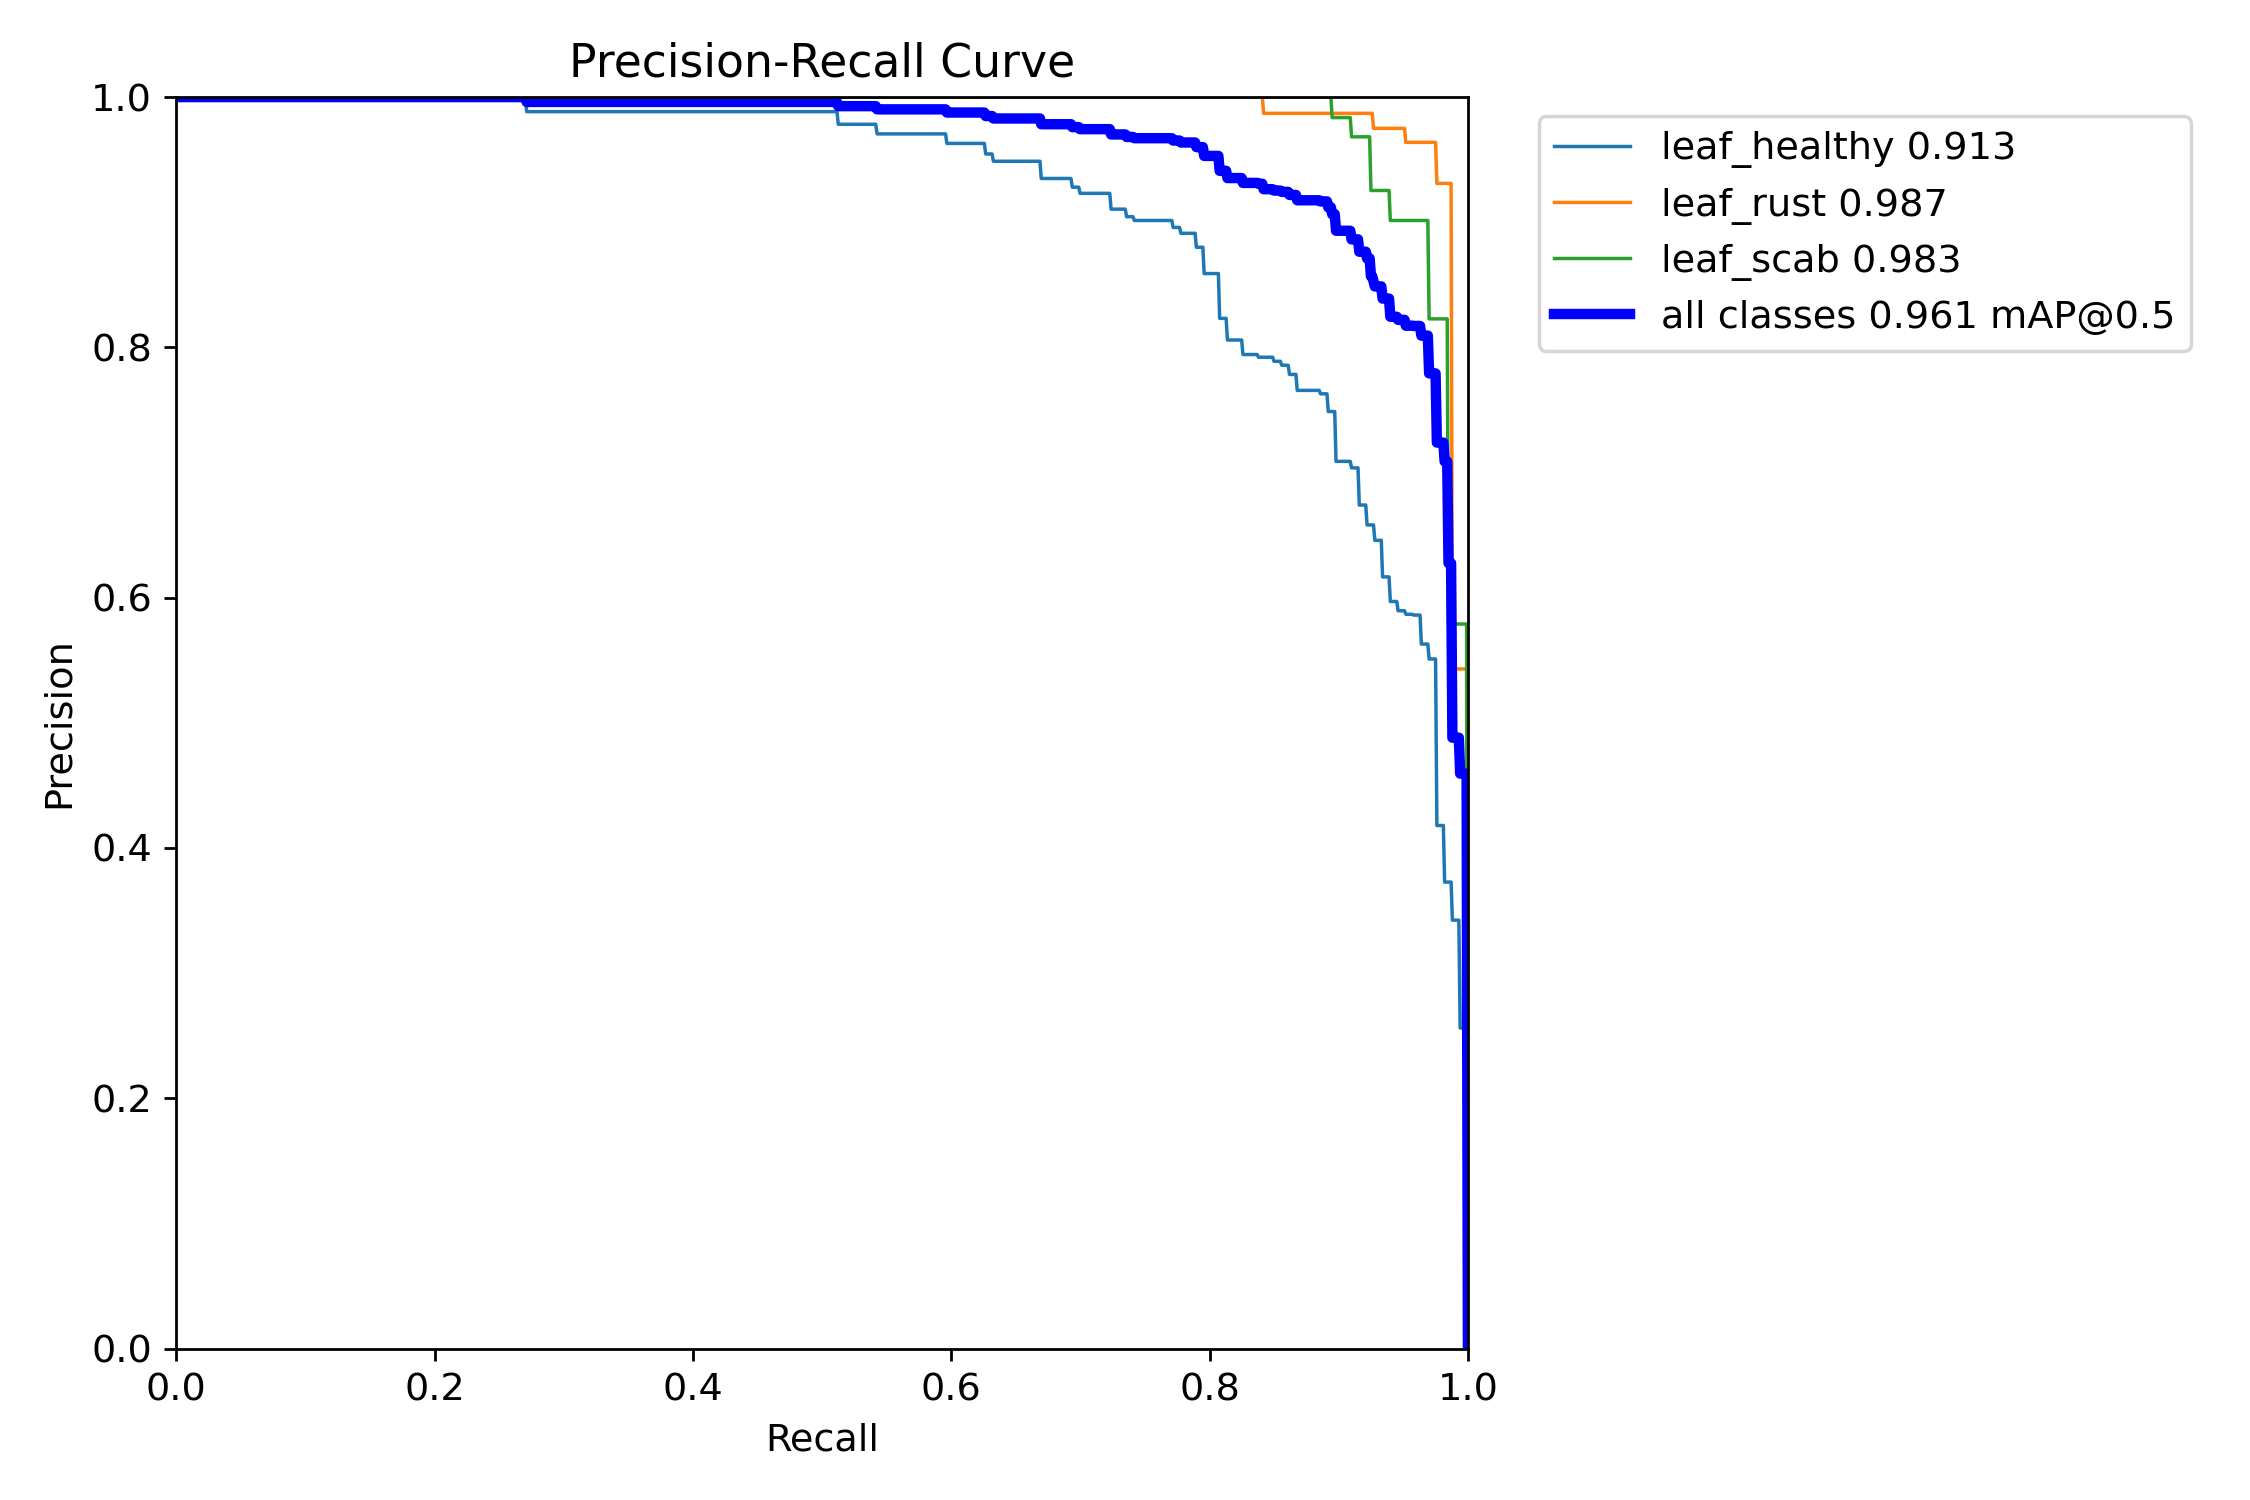 Precision-Recall Curve
1.0
0.8
0.6
0.4
0.2
0.0
Precision
0.0 0.2 0.4 0.6 0.8 1.0
Recall
leaf_healthy 0.913
leaf_rust 0.987
leaf_scab 0.983
all classes 0.961 mAP@0.5